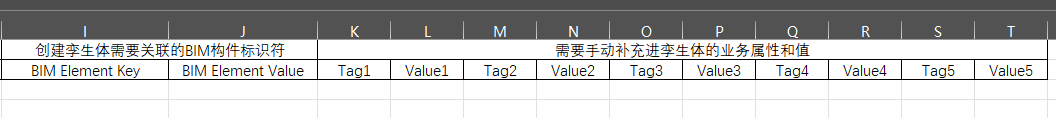 I J K L M N O P Q R S T
创建孪生体需要关联的BIM构件标识符 需要手动补充进孪生体的业务属性和值
BIM Element Key BIM Element Value Tag1 Value1 Tag2 Value2 Tag3 Value3 Tag4 Value4 Tag5 Value5